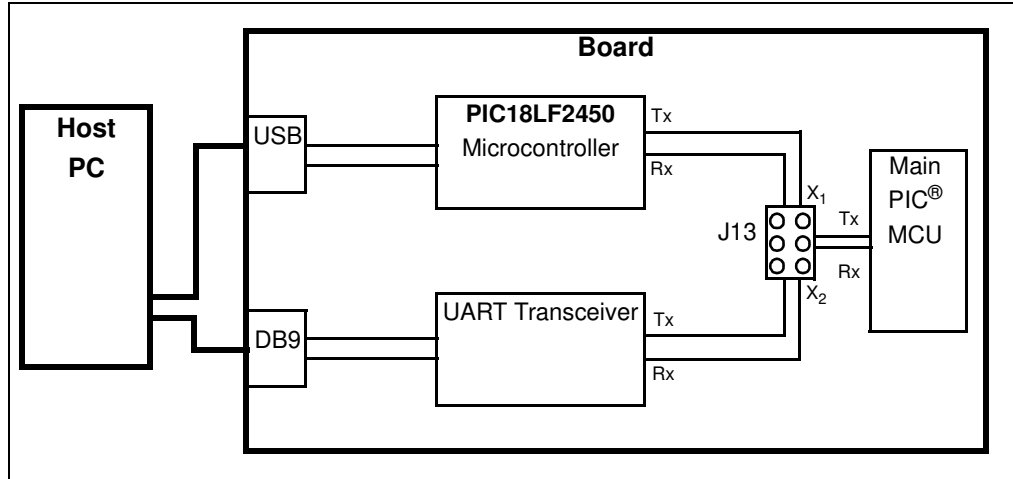 Board
Host
PC
USB
PIC18LF2450
Microcontroller
Tx
Rx
J13
X1
Tx
Rx
X2
Main
PIC®
MCU
DB9
UART Transceiver
Tx
Rx